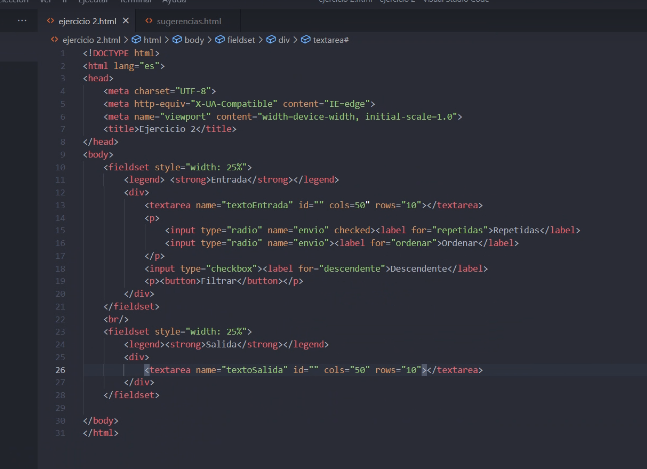 Ver Ir Ejecutar Terminal Ayuda ejercicio 2.html - ejercicio 2 - Visual Studio Code
... <> ejercicio 2.html × <> sugerencias.html
<> ejercicio 2.html > html > body > fieldset > div > textarea#
1 <!DOCTYPE html>
2 <html lang="es">
3 <head>
4 <meta charset="UTF-8">
5 <meta http-equiv="X-UA-Compatible" content="IE-edge">
6 <meta name="viewport" content="width=device-width, initial-scale=1.0">
7 <title>Ejercicio 2</title>
8 </head>
9 <body>
10 <fieldset style="width: 25%">
11 <legend> <strong>Entrada</strong></legend>
12 <div>
13 <textarea name="textoEntrada" id="" cols=50" rows="10"></textarea>
14 <p>
15 <input type="radio" name="envio" checked><label for="repetidas">Repetidas</label>
16 <input type="radio" name="envio"><label for="ordenar">Ordenar</label>
17 </p>
18 <input type="checkbox"><label for="descendente">Descendente</label>
19 <p><button>Filtrar</button></p>
20 </div>
21 </fieldset>
22 <br/>
23 <fieldset style="width: 25%">
24 <legend><strong>Salida</strong></legend>
25 <div>
26 <textarea name="textoSalida" id="" cols="50" rows="10"></textarea>
27 </div>
28 </fieldset>
29
30 </body>
31 </html>